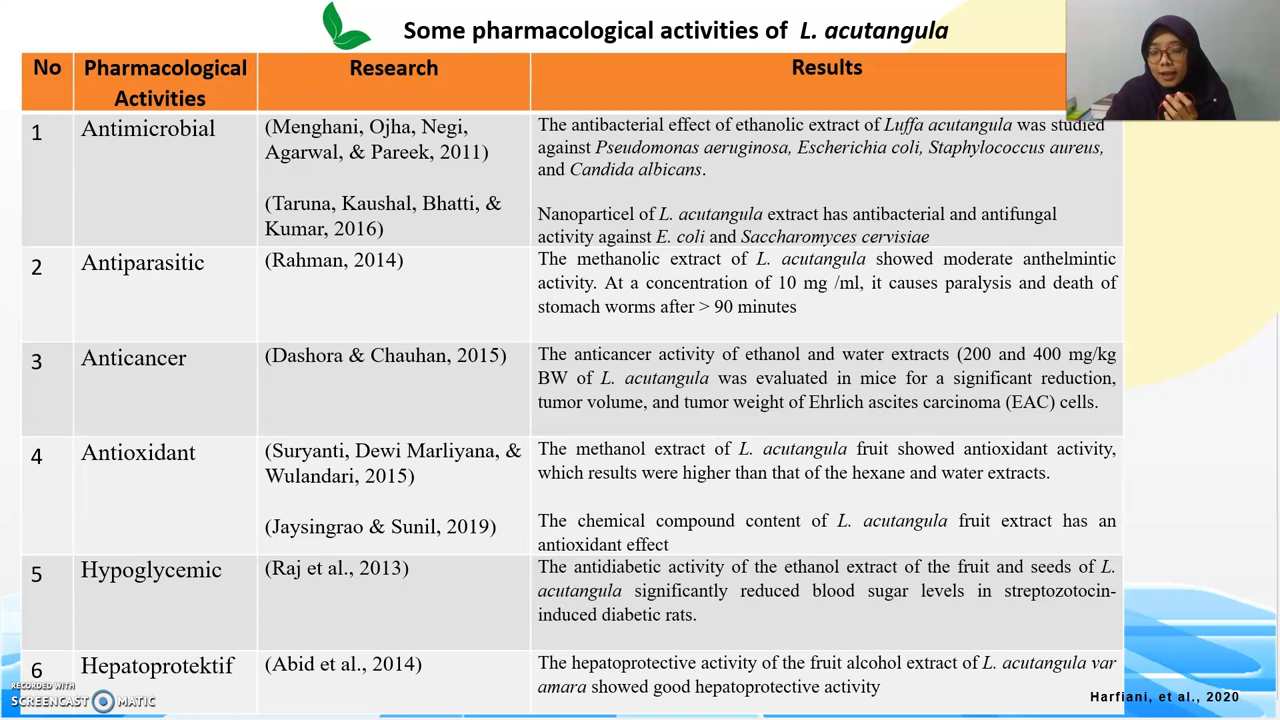 Some pharmacological activities of L. acutangula
No Pharmacological Activities Research Results
1 Antimicrobial
(Menghani, Ojha, Negi,
Agarwal, & Pareek, 2011)
(Taruna, Kaushal, Bhatti, &
Kumar, 2016)
The antibacterial effect of ethanolic extract of Luffa acutangula was studied
against Pseudomonas aeruginosa, Escherichia coli, Staphylococcus aureus,
and Candida albicans.
Nanoparticel of L. acutangula extract has antibacterial and antifungal
activity against E. coli and Saccharomyces cervisiae
2 Antiparasitic
(Rahman, 2014)
The methanolic extract of L. acutangula showed moderate anthelmintic
activity. At a concentration of 10 mg /ml, it causes paralysis and death of
stomach worms after > 90 minutes
3 Anticancer
(Dashora & Chauhan, 2015)
The anticancer activity of ethanol and water extracts (200 and 400 mg/kg
BW of L. acutangula was evaluated in mice for a significant reduction,
tumor volume, and tumor weight of Ehrlich ascites carcinoma (EAC) cells.
4 Antioxidant
(Suryanti, Dewi Marliyana, &
Wulandari, 2015)
(Jaysingrao & Sunil, 2019)
The methanol extract of L. acutangula fruit showed antioxidant activity,
which results were higher than that of the hexane and water extracts.
The chemical compound content of L. acutangula fruit extract has an
antioxidant effect
5 Hypoglycemic
(Raj et al., 2013)
The antidiabetic activity of the ethanol extract of the fruit and seeds of L.
acutangula significantly reduced blood sugar levels in streptozotocin-
induced diabetic rats.
6 Hepatoprotektif
(Abid et al., 2014)
The hepatoprotective activity of the fruit alcohol extract of L. acutangula var
amara showed good hepatoprotective activity
Harfiani, et al., 2020
RECORDED WITH
SCREENCAST MATIC